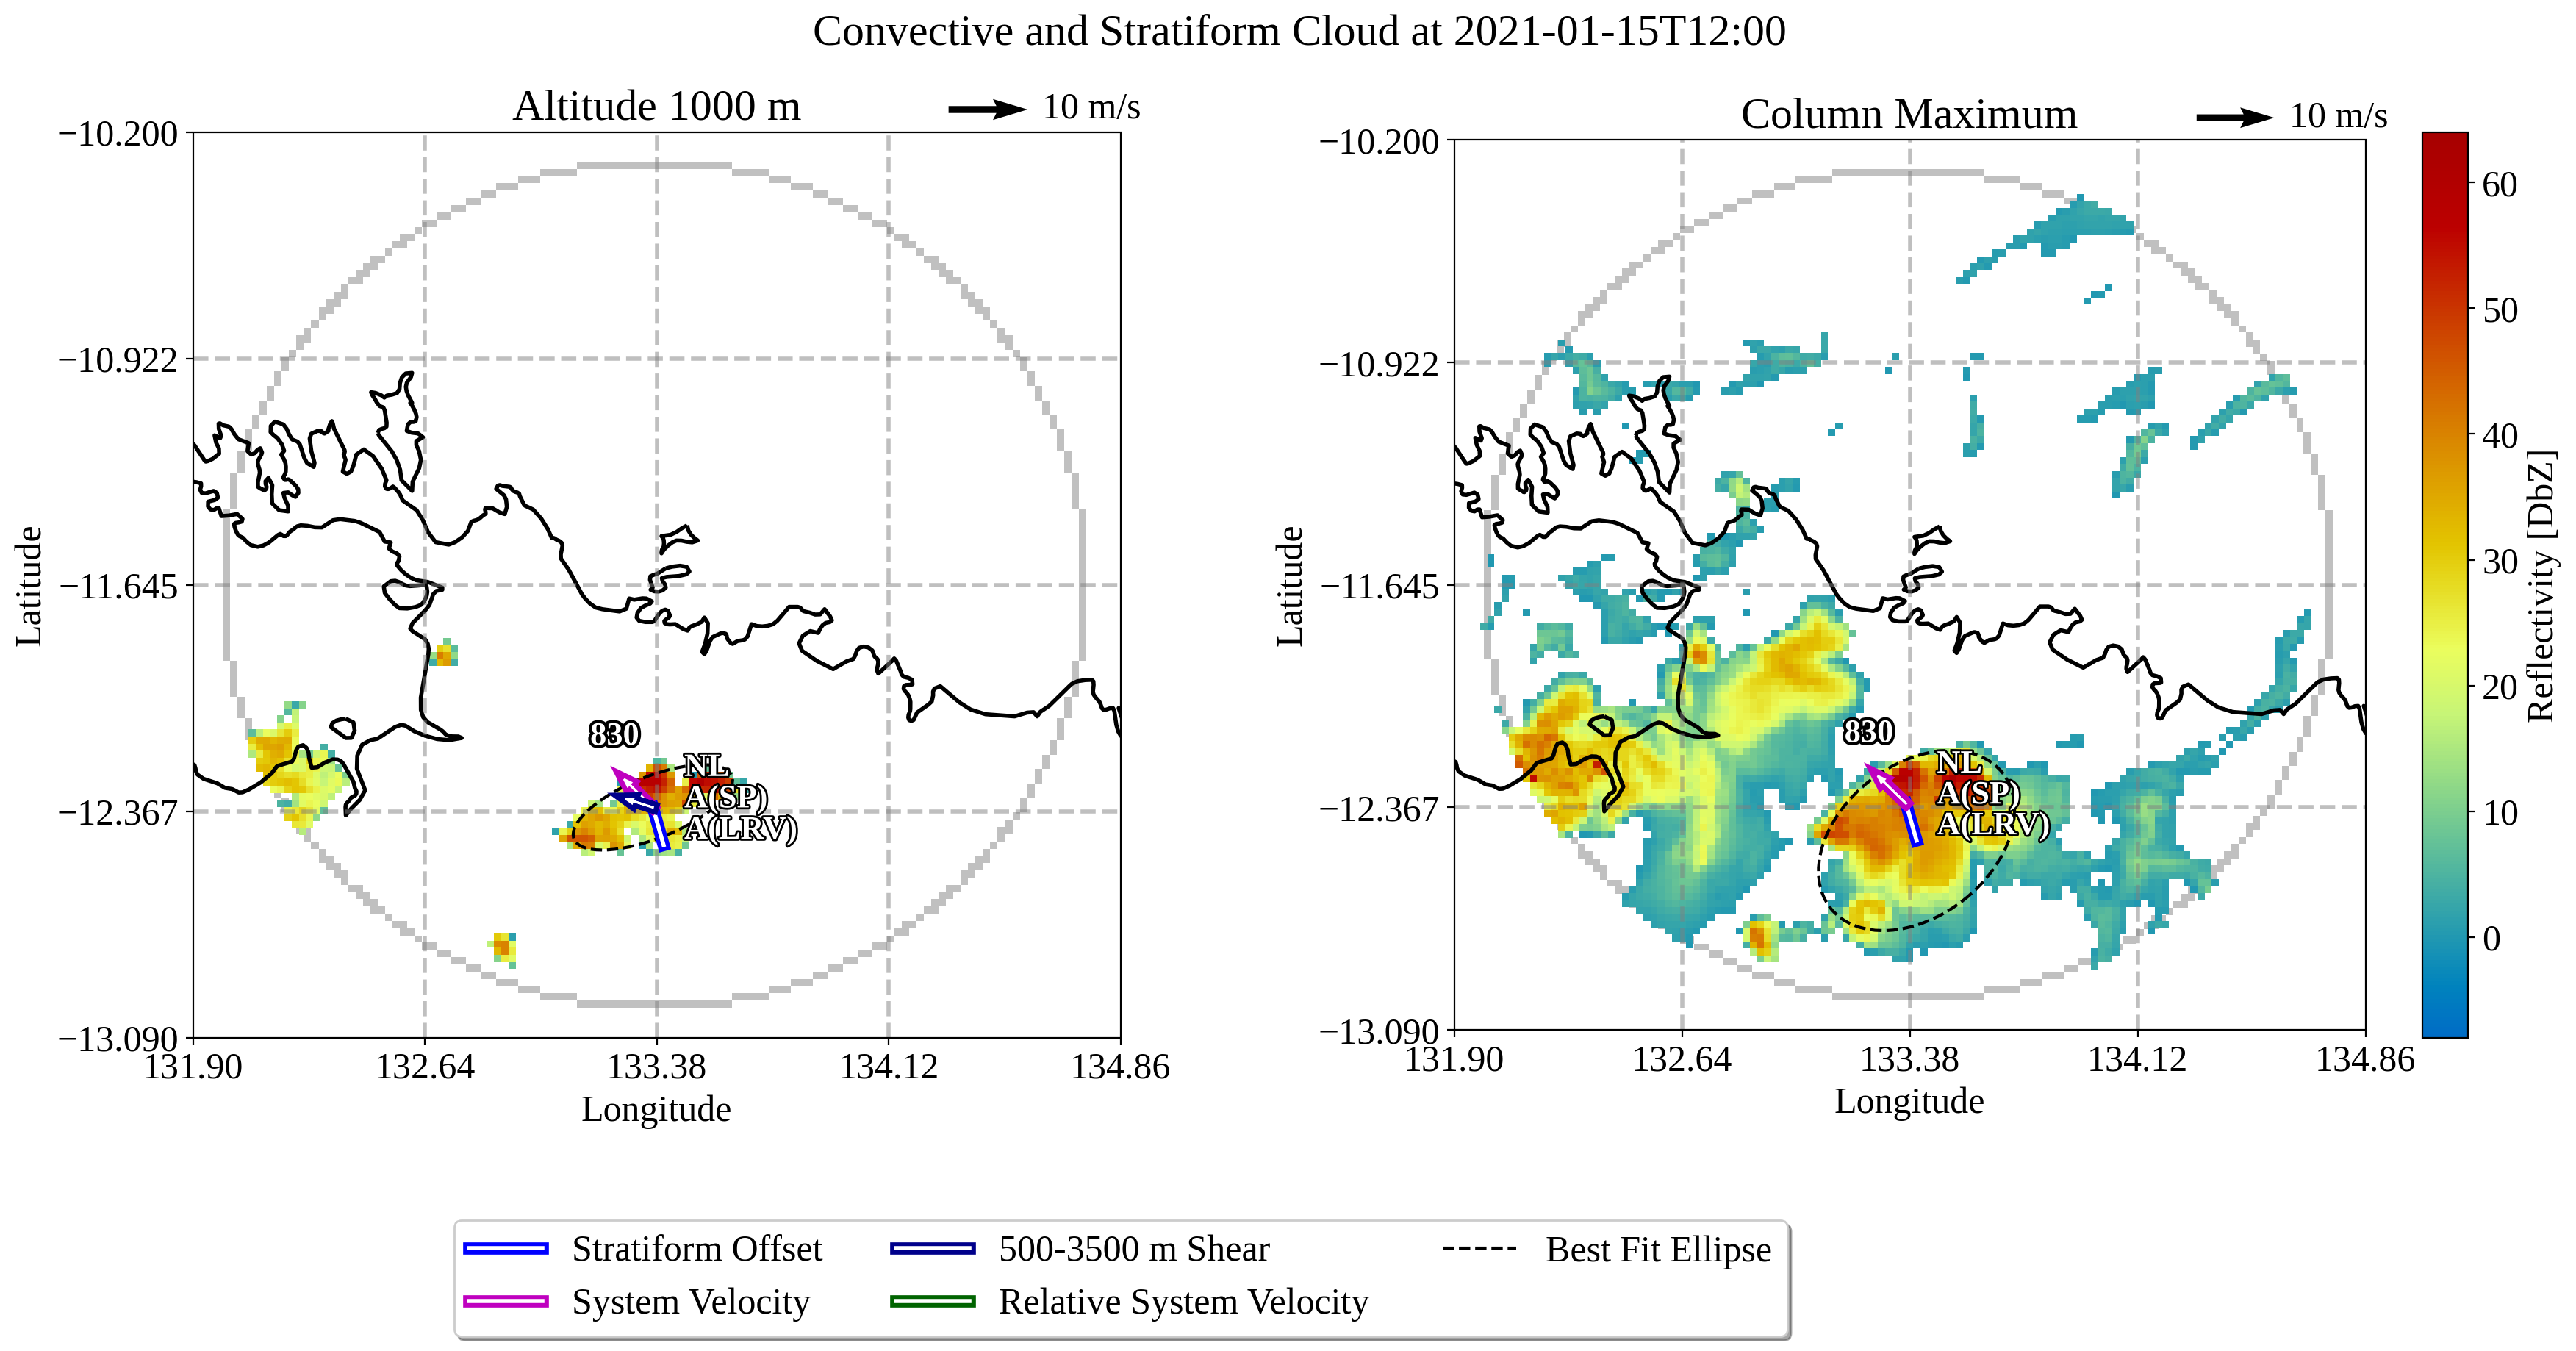 Convective and Stratiform Cloud at 2021-01-15T12:00
Altitude 1000 m
10 m/s
−10.200
−10.922
−11.645
−12.367
−13.090
Latitude
830
NL
A(SP)
A(LRV)
131.90
132.64
133.38
134.12
134.86
Longitude
Column Maximum
10 m/s
−10.200
−10.922
−11.645
−12.367
−13.090
Latitude
830
NL
A(SP)
A(LRV)
131.90
132.64
133.38
134.12
134.86
Longitude
60
50
40
30
20
10
0
Reflectivity [DbZ]
Stratiform Offset
System Velocity
500-3500 m Shear
Relative System Velocity
Best Fit Ellipse